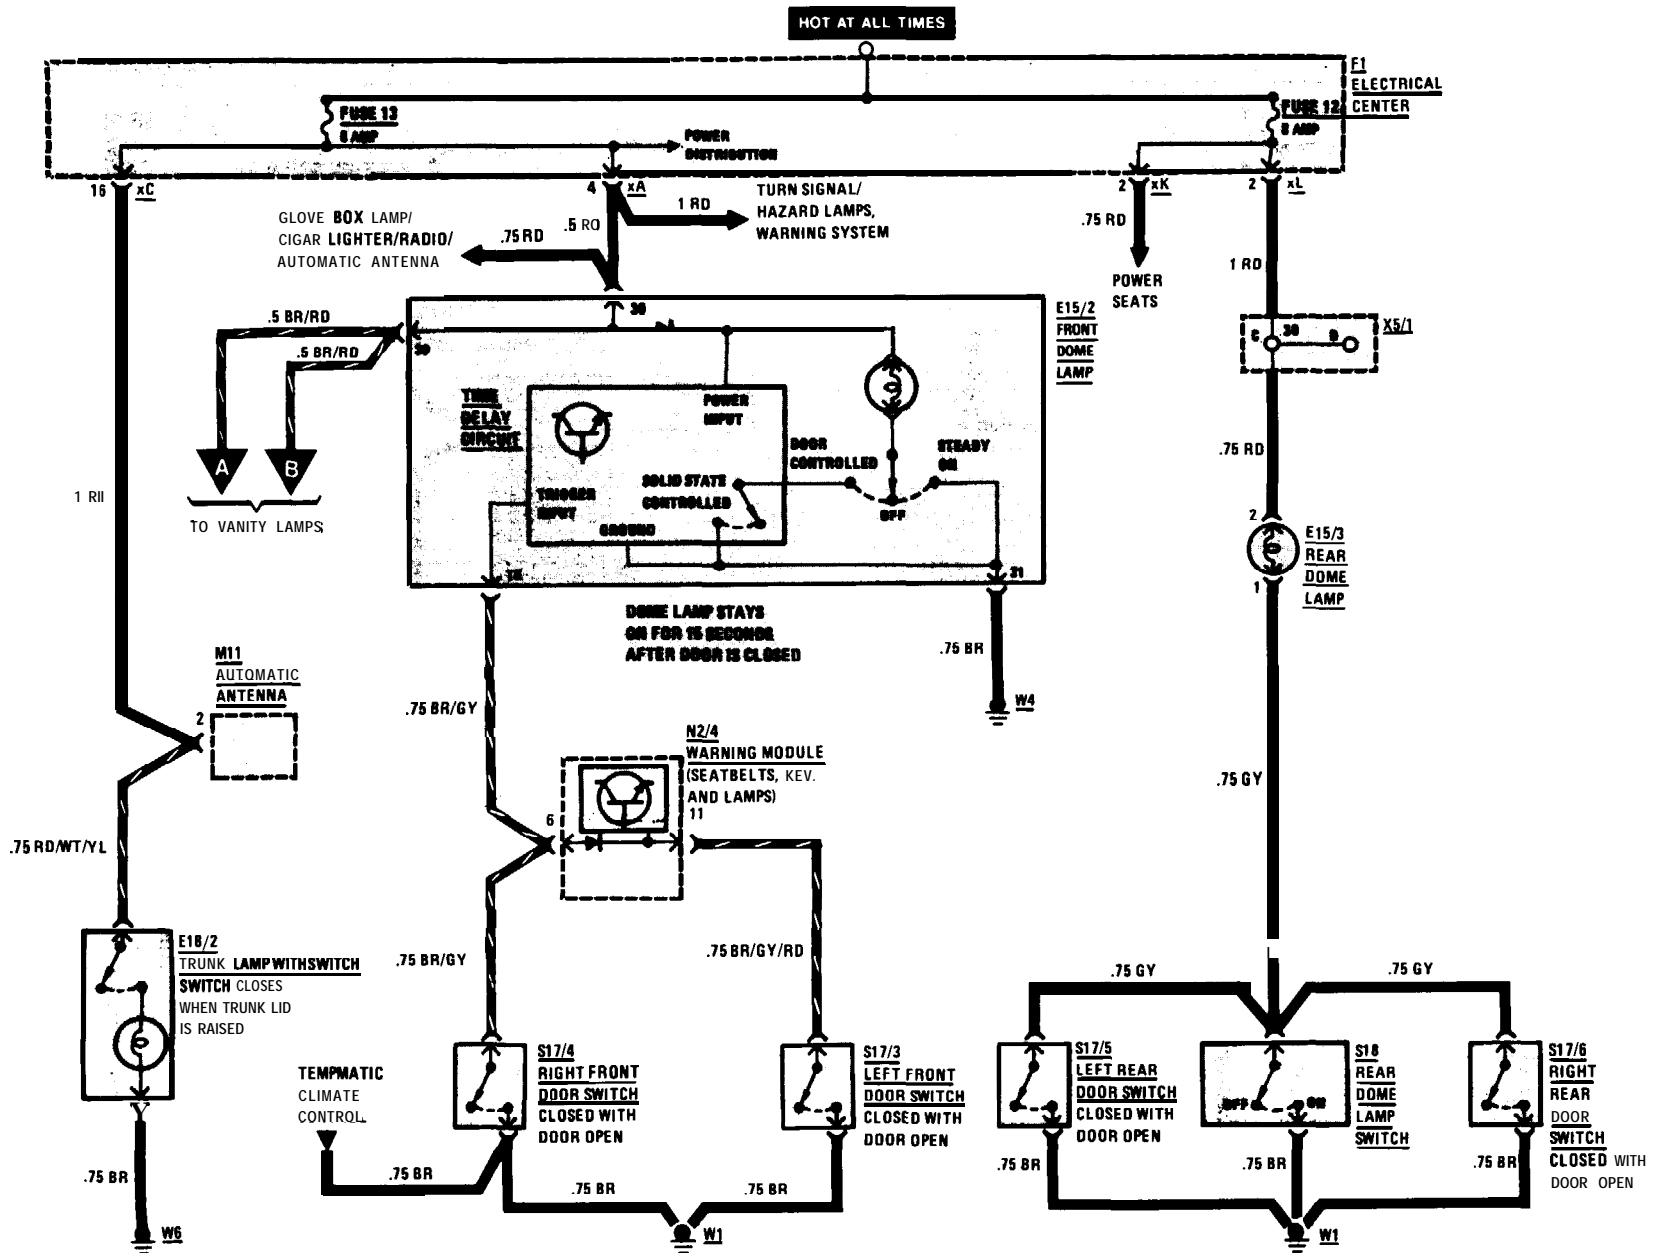 HOT AT ALL TIMES
F1
ELECTRICAL
CENTER
FUSE 13
8 AMP
FUSE 12
8 AMP
POWER
DISTRIBUTION
16
xC
4
xA
2
xK
2
xL
TURN SIGNAL/
HAZARD LAMPS,
WARNING SYSTEM
1 RD
.5 RO
.75 RD
GLOVE BOX LAMP/
CIGAR LIGHTER/RADIO/
AUTOMATIC ANTENNA
.75 RD
POWER
SEATS
1 RD
.5 BR/RD
.5 BR/RD
A
B
TO VANITY LAMPS
30
E15/2
FRONT
DOME
LAMP
TIME
DELAY
CIRCUIT
POWER
INPUT
DOOR
CONTROLLED
STEADY
ON
OFF
SOLID STATE
CONTROLLED
TRIGGER
INPUT
GROUND
31
X5/1
C
30
D
.75 RD
2
1
E15/3
REAR
DOME
LAMP
1 RII
DOME LAMP STAYS
ON FOR 15 SECONDS
AFTER DOOR IS CLOSED
.75 BR
W4
M11
AUTOMATIC
ANTENNA
2
.75 BR/GY
N2/4
WARNING MODULE
(SEATBELTS, KEV.
AND LAMPS)
6
11
.75 GY
.75 RD/WT/YL
.75 BR/GY
.75 BR/GY/RD
E18/2
TRUNK LAMP WITH SWITCH
SWITCH CLOSES
WHEN TRUNK LID
IS RAISED
.75 GY
.75 GY
TEMPMATIC
CLIMATE
CONTROL
S17/4
RIGHT FRONT
DOOR SWITCH
CLOSED WITH
DOOR OPEN
S17/3
LEFT FRONT
DOOR SWITCH
CLOSED WITH
DOOR OPEN
S17/5
LEFT REAR
DOOR SWITCH
CLOSED WITH
DOOR OPEN
OFF
ON
S18
REAR
DOME
LAMP
SWITCH
S17/6
RIGHT
REAR
DOOR
SWITCH
CLOSED WITH
DOOR OPEN
.75 BR
.75 BR
.75 BR
.75 BR
.75 BR
.75 BR
.75 BR
W6
W1
W1